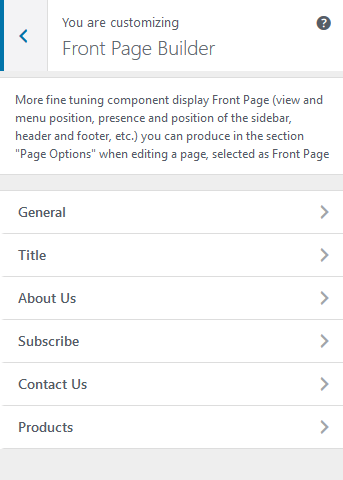 You are customizing
Front Page Builder
More fine tuning component display Front Page (view and
menu position, presence and position of the sidebar,
header and footer, etc.) you can produce in the section
"Page Options" when editing a page, selected as Front Page
General
Title
About Us
Subscribe
Contact Us
Products